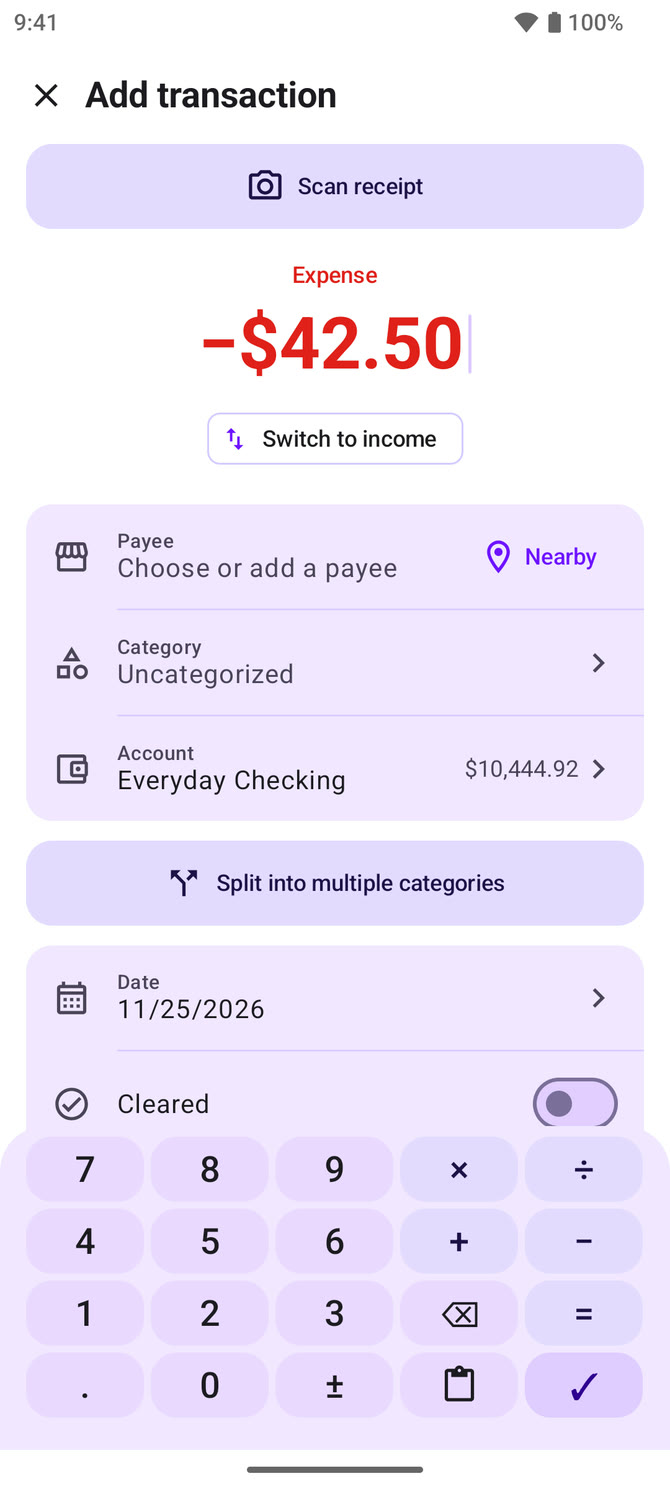 9:41
100%
Add transaction
Scan receipt
Expense
−$42.50
Switch to income
Payee
Choose or add a payee
Nearby
Category
Uncategorized
Account
Everyday Checking
$10,444.92
Split into multiple categories
Date
11/25/2026
Cleared
7 8 9 × ÷
4 5 6 + −
1 2 3 =
. 0 ± ✓